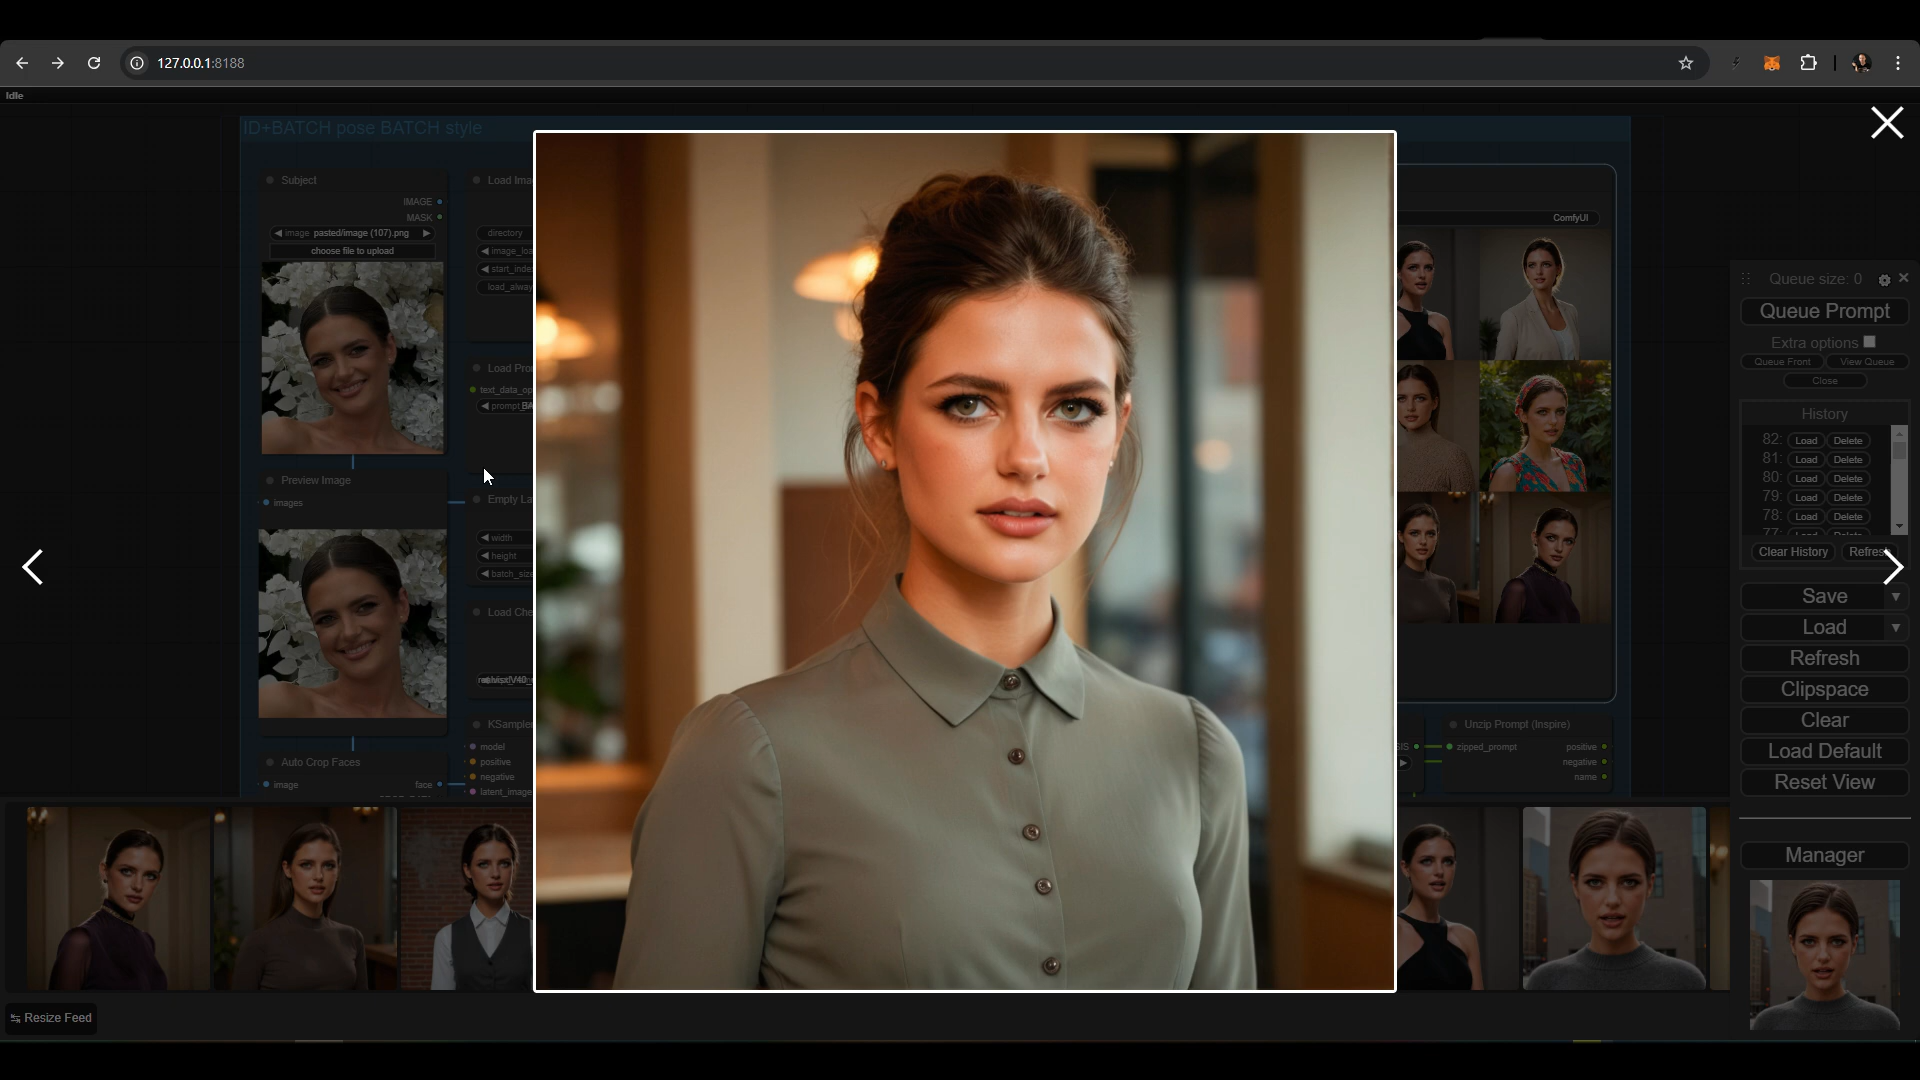 127.0.0.1:8188
Idle
ID+BATCH pose BATCH style
Subject
IMAGE
MASK
image pasted/image (107).png
choose file to upload
Preview Image
images
Auto Crop Faces
image face
Load Ima
directory
image_loa
start_inde
load_alway
Load Pro
text_data_op
prompt
Empty La
width
height
batch_size
Load Che
KSampler
model
positive
negative
latent_image
ComfyUI
Unzip Prompt (Inspire)
zipped_prompt positive
negative
name
Queue size: 0
Queue Prompt
Extra options
Queue Front View Queue
Close
History
82: Load Delete
81: Load Delete
80: Load Delete
79: Load Delete
78: Load Delete
77: Load Delete
Clear History Refresh
Save
Load
Refresh
Clipspace
Clear
Load Default
Reset View
Manager
Resize Feed